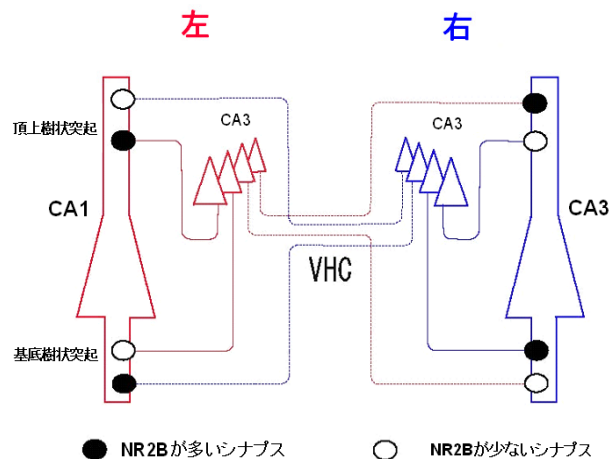 左
右
頂上樹状突起
CA3
CA3
CA1
CA3
VHC
基底樹状突起
NR2Bが多いシナプス
NR2Bが少ないシナプス